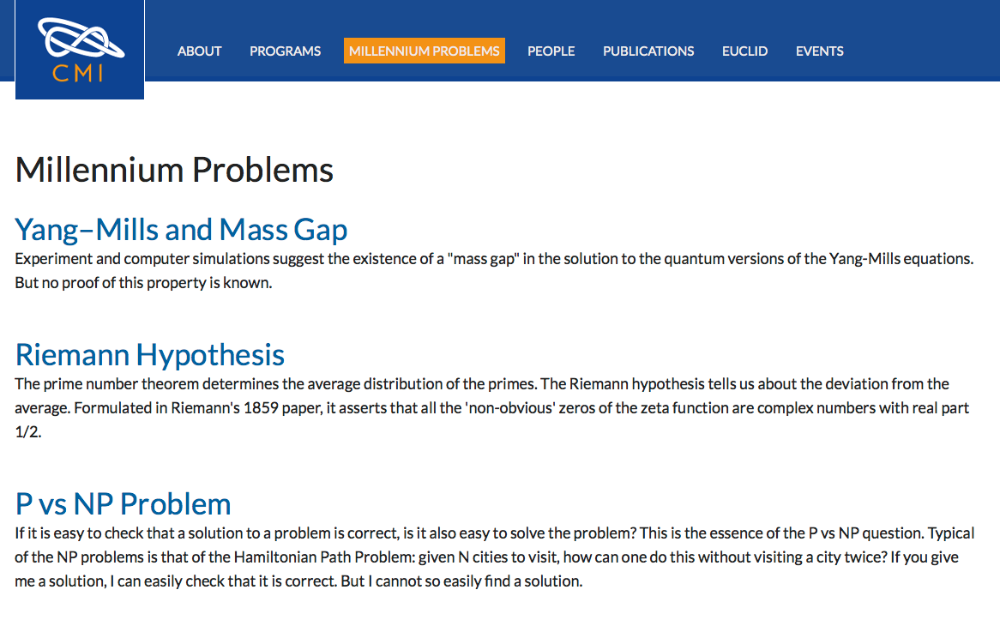 CMI
ABOUT PROGRAMS MILLENNIUM PROBLEMS PEOPLE PUBLICATIONS EUCLID EVENTS
Millennium Problems
Yang–Mills and Mass Gap
Experiment and computer simulations suggest the existence of a "mass gap" in the solution to the quantum versions of the Yang-Mills equations.
But no proof of this property is known.
Riemann Hypothesis
The prime number theorem determines the average distribution of the primes. The Riemann hypothesis tells us about the deviation from the
average. Formulated in Riemann's 1859 paper, it asserts that all the 'non-obvious' zeros of the zeta function are complex numbers with real part
1/2.
P vs NP Problem
If it is easy to check that a solution to a problem is correct, is it also easy to solve the problem? This is the essence of the P vs NP question. Typical
of the NP problems is that of the Hamiltonian Path Problem: given N cities to visit, how can one do this without visiting a city twice? If you give
me a solution, I can easily check that it is correct. But I cannot so easily find a solution.